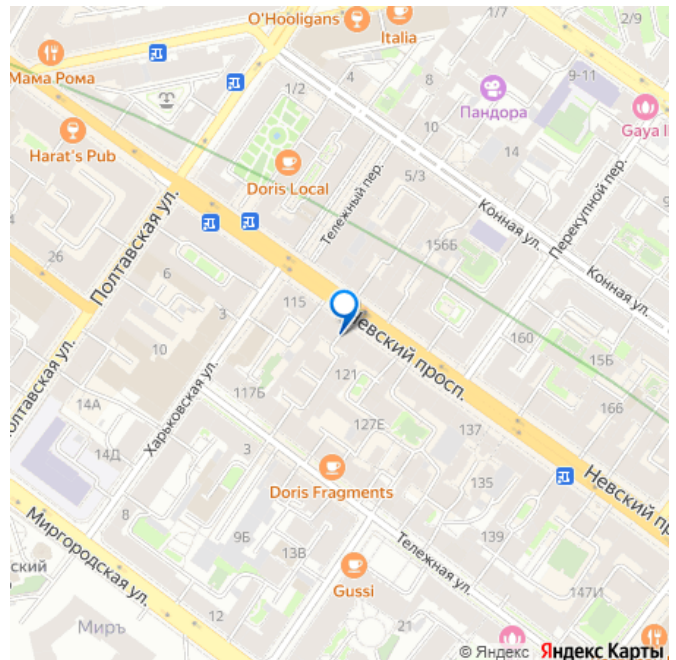 O'Hooligans
Italia
1/7
2/9
Мама Рома
1/2
4
8
9-11
Пандора
Gaya
10
14
Harat's Pub
Doris Local
5/3
Тележный пер.
Перекупной пер.
Конная ул.
Полтавская ул.
4
26
6
156Б
Конная ул.
115
Невский просп.
160
15Б
10
121
117Б
166
Полтавская ул.
14А
Харьковская ул.
127Е
137
3
14Д
Doris Fragments
135
Невский пр
8
9Б
13В
139
Миргородская ул.
Тележная ул.
ский
Gussi
147И
12
Миръ
21
© Яндекс Яндекс Карты